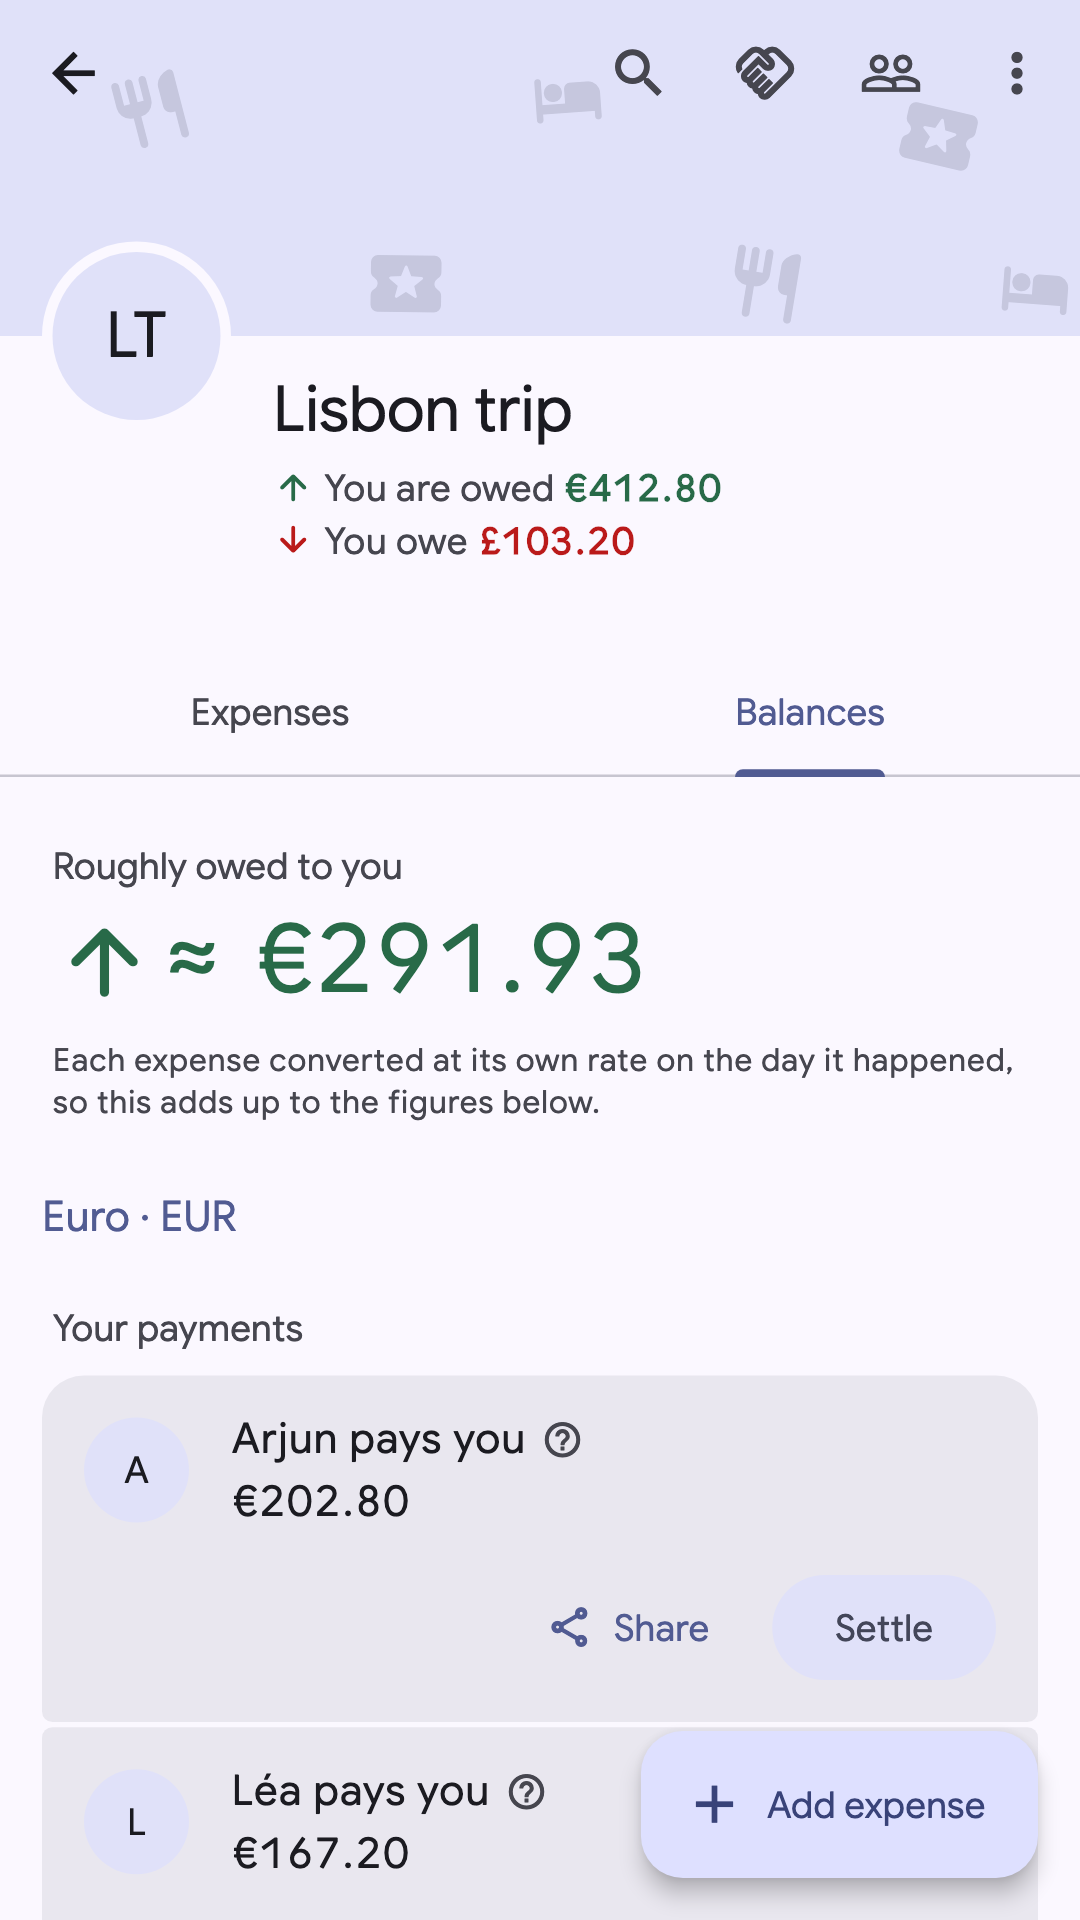 LT
Lisbon trip
You are owed €412.80
You owe £103.20
Expenses
Balances
Roughly owed to you
≈ €291.93
Each expense converted at its own rate on the day it happened,
so this adds up to the figures below.
Euro · EUR
Your payments
A
Arjun pays you
€202.80
Share
Settle
L
Léa pays you
€167.20
Add expense